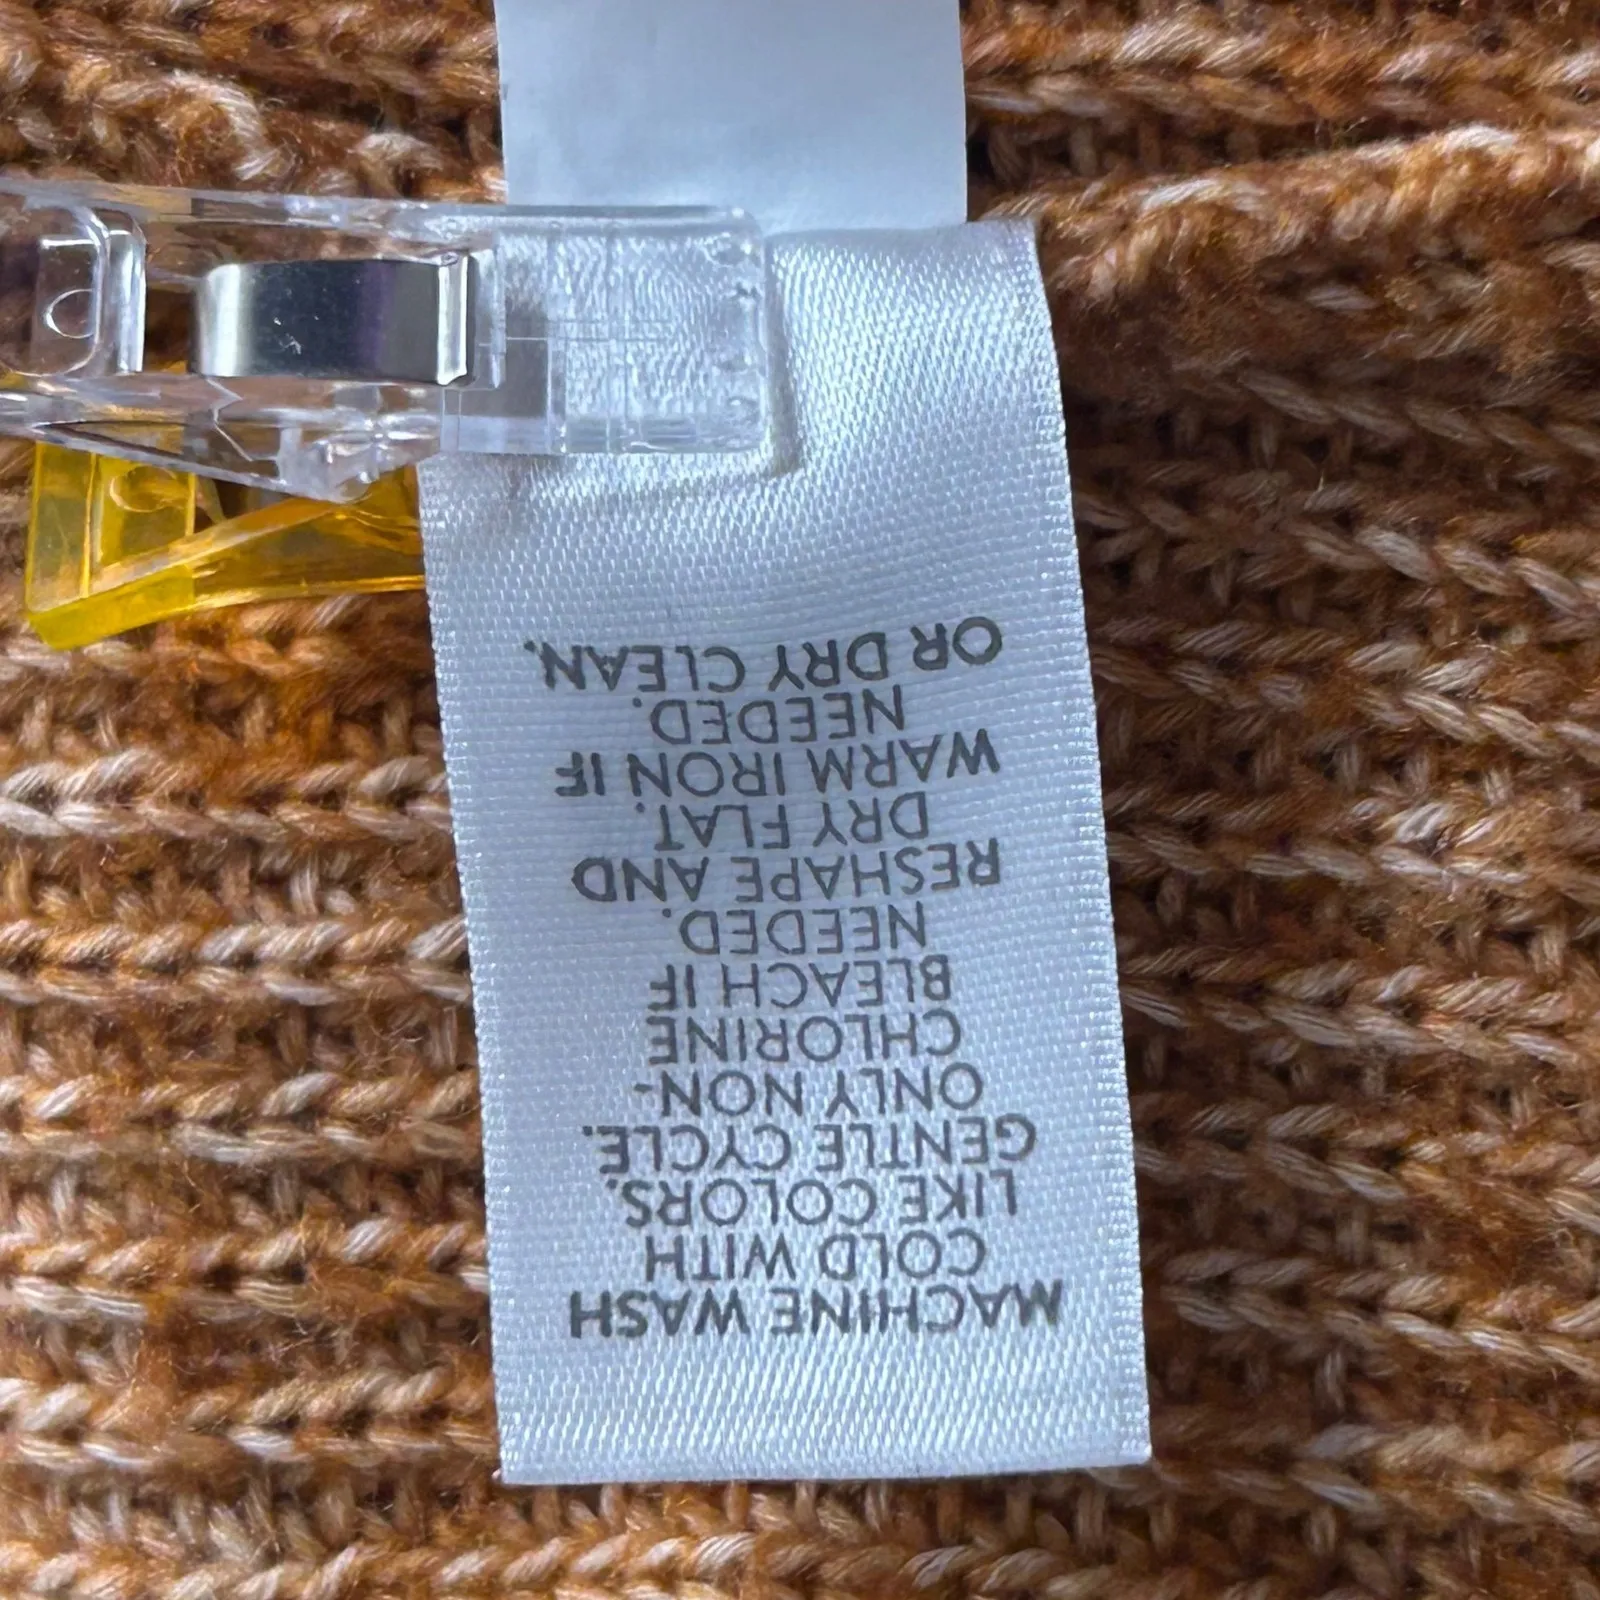 MACHINE WASH
COLD WITH
LIKE COLORS.
GENTLE CYCLE.
ONLY NON-
CHLORINE
BLEACH IF
NEEDED.
RESHAPE AND
DRY FLAT.
WARM IRON IF
NEEDED.
OR DRY CLEAN.